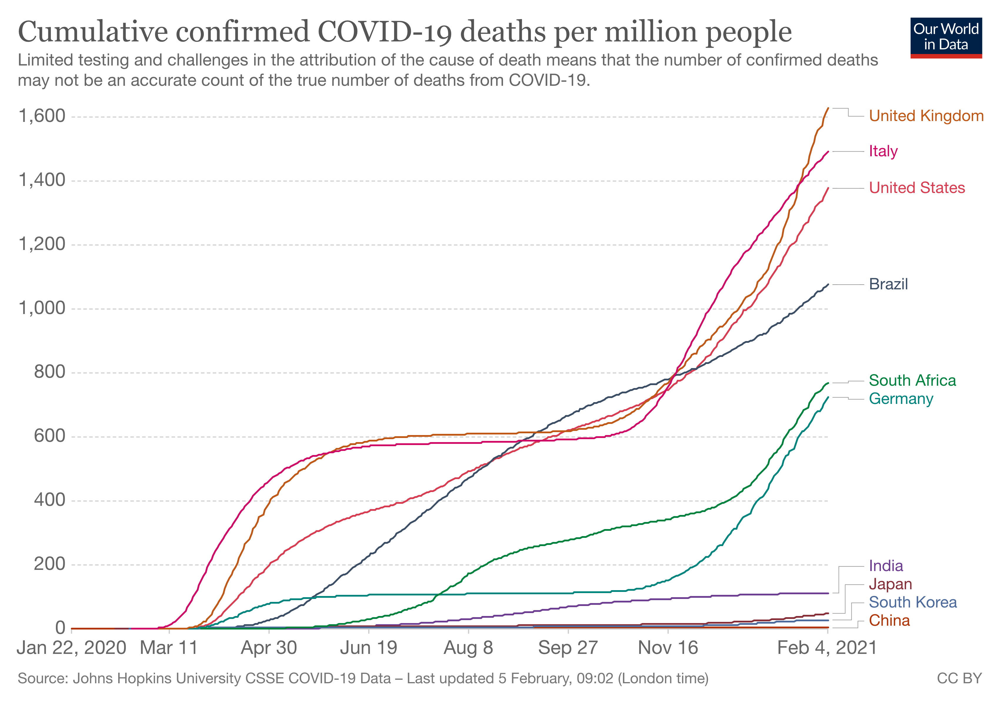 Cumulative confirmed COVID-19 deaths per million people
Our World
in Data
Limited testing and challenges in the attribution of the cause of death means that the number of confirmed deaths
may not be an accurate count of the true number of deaths from COVID-19.
1,600
1,400
1,200
1,000
800
600
400
200
0
United Kingdom
Italy
United States
Brazil
South Africa
Germany
India
Japan
South Korea
China
Jan 22, 2020
Mar 11
Apr 30
Jun 19
Aug 8
Sep 27
Nov 16
Feb 4, 2021
Source: Johns Hopkins University CSSE COVID-19 Data – Last updated 5 February, 09:02 (London time)
CC BY